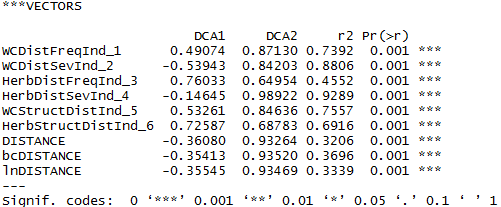 ***VECTORS
DCA1 DCA2 r2 Pr(>r)
WCDistFreqInd_1 0.49074 0.87130 0.7392 0.001 ***
WCDistSevInd_2 -0.53943 0.84203 0.8806 0.001 ***
HerbDistFreqInd_3 0.76033 0.64954 0.4552 0.001 ***
HerbDistSevInd_4 -0.14645 0.98922 0.9289 0.001 ***
WCStructDistInd_5 0.53261 0.84636 0.7557 0.001 ***
HerbStructDistInd_6 0.72587 0.68783 0.6916 0.001 ***
DISTANCE -0.36080 0.93264 0.3206 0.001 ***
bcDISTANCE -0.35413 0.93520 0.3696 0.001 ***
lnDISTANCE -0.35545 0.93469 0.3339 0.001 ***
---
Signif. codes: 0 ‘***’ 0.001 ‘**’ 0.01 ‘*’ 0.05 ‘.’ 0.1 ‘ ’ 1